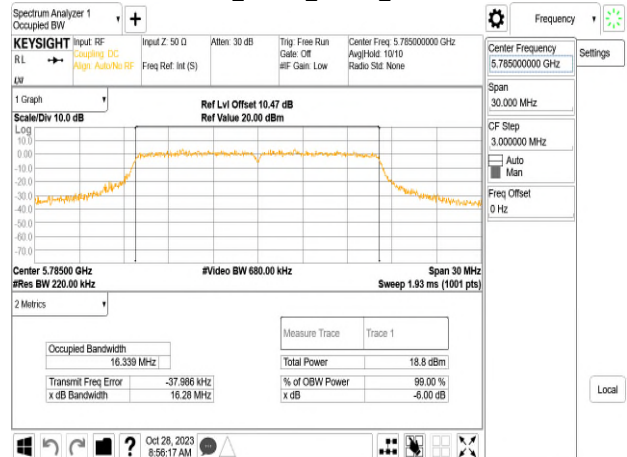 Spectrum Analyzer 1
Occupied BW
+
Frequency
KEYSIGHT
RL
Input: RF
Coupling: DC
Align: Auto/No RF
Input Z: 50 Ω
Freq Ref: Int (S)
Atten: 30 dB
Trig: Free Run
Gate: Off
#IF Gain: Low
Center Freq: 5.785000000 GHz
Avg|Hold: 10/10
Radio Std: None
Center Frequency
5.785000000 GHz
Settings
Span
30.000 MHz
CF Step
3.000000 MHz
Auto
Man
Freq Offset
0 Hz
Local
1 Graph
Scale/Div 10.0 dB
Ref Lvl Offset 10.47 dB
Ref Value 20.00 dBm
Log
10.0
0.00
-10.0
-20.0
-30.0
-40.0
-50.0
-60.0
-70.0
Center 5.78500 GHz
#Video BW 680.00 kHz
Span 30 MHz
#Res BW 220.00 kHz
Sweep 1.93 ms (1001 pts)
2 Metrics
Measure Trace Trace 1
Occupied Bandwidth
16.339 MHz
Total Power 18.8 dBm
Transmit Freq Error -37.986 kHz
% of OBW Power 99.00 %
x dB Bandwidth 16.28 MHz
x dB -6.00 dB
?
Oct 28, 2023
8:56:17 AM